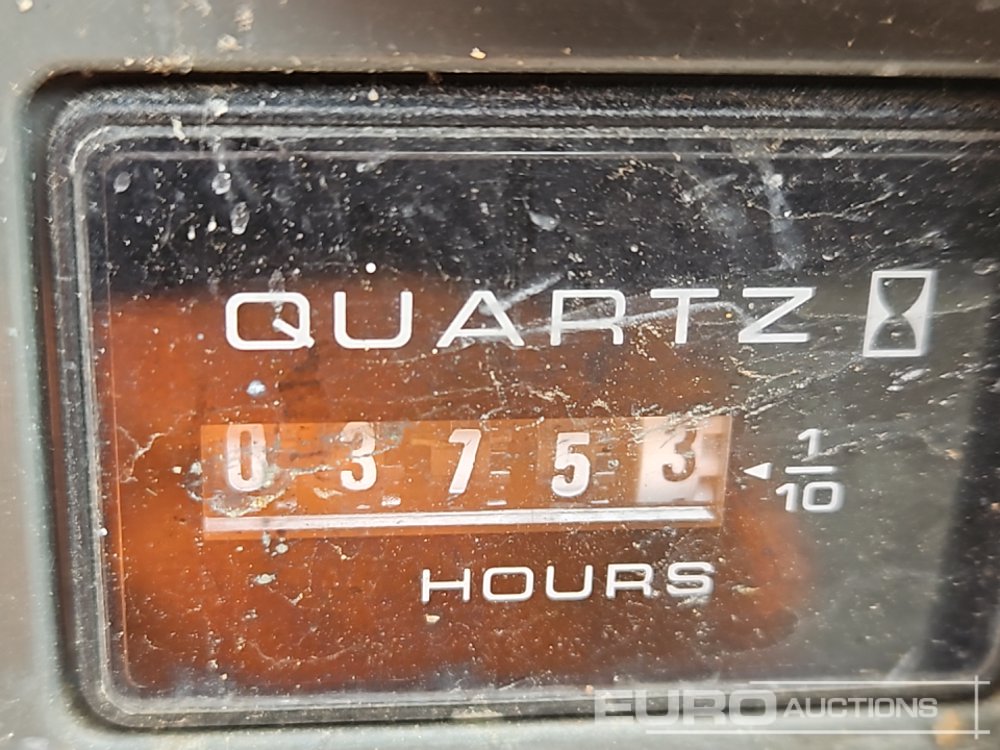 QUARTZ
03753 1/10
HOURS
EURO AUCTIONS